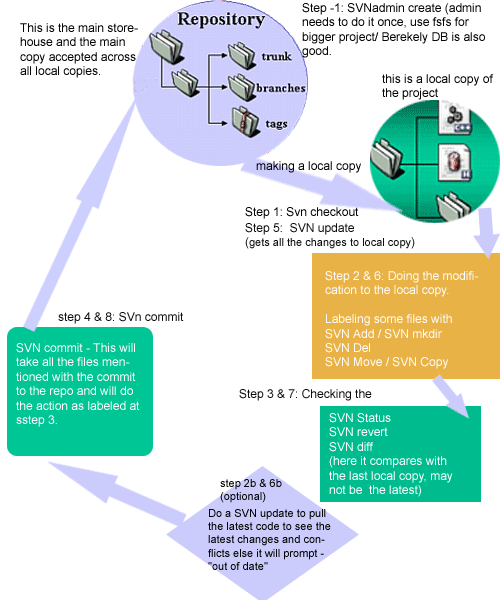 Repository
trunk
branches
tags
This is the main store-
house and the main
copy accepted across
all local copies.
Step -1: SVNadmin create (admin
needs to do it once, use fsfs for
bigger project/ Berekely DB is also
good.
this is a local copy of
the project
C++
H
making a local copy
Step 1: Svn checkout
Step 5:  SVN update
(gets all the changes to local copy)
Step 2 & 6: Doing the modifi-
cation to the local copy.
Labeling some files with
SVN Add / SVN mkdir
SVN Del
SVN Move / SVN Copy
step 4 & 8: SVn commit
SVN commit - This will
take all the files men-
tioned with the commit
to the repo and will do
the action as labeled at
sstep 3.
Step 3 & 7: Checking the
SVN Status
SVN revert
SVN diff
(here it compares with
the last local copy, may
not be  the latest)
step 2b & 6b
(optional)
Do a SVN update to pull
the latest code to see the
latest changes and con-
flicts else it will prompt -
"out of date"